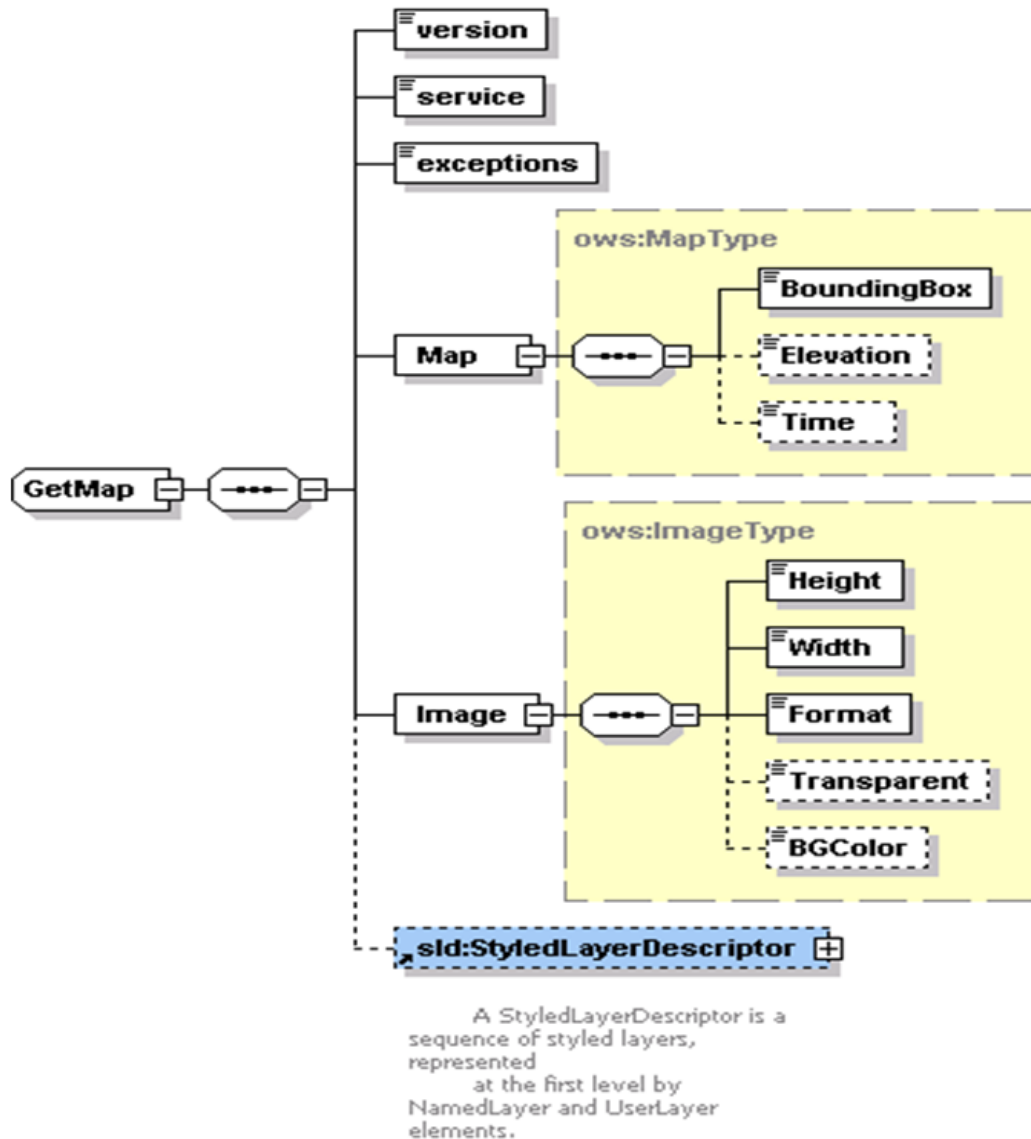 version
service
exceptions
ows:MapType
BoundingBox
Map
Elevation
Time
GetMap
ows:ImageType
Height
Width
Image
Format
Transparent
BGColor
sld:StyledLayerDescriptor
A StyledLayerDescriptor is a
sequence of styled layers,
represented
at the first level by
NamedLayer and UserLayer
elements.